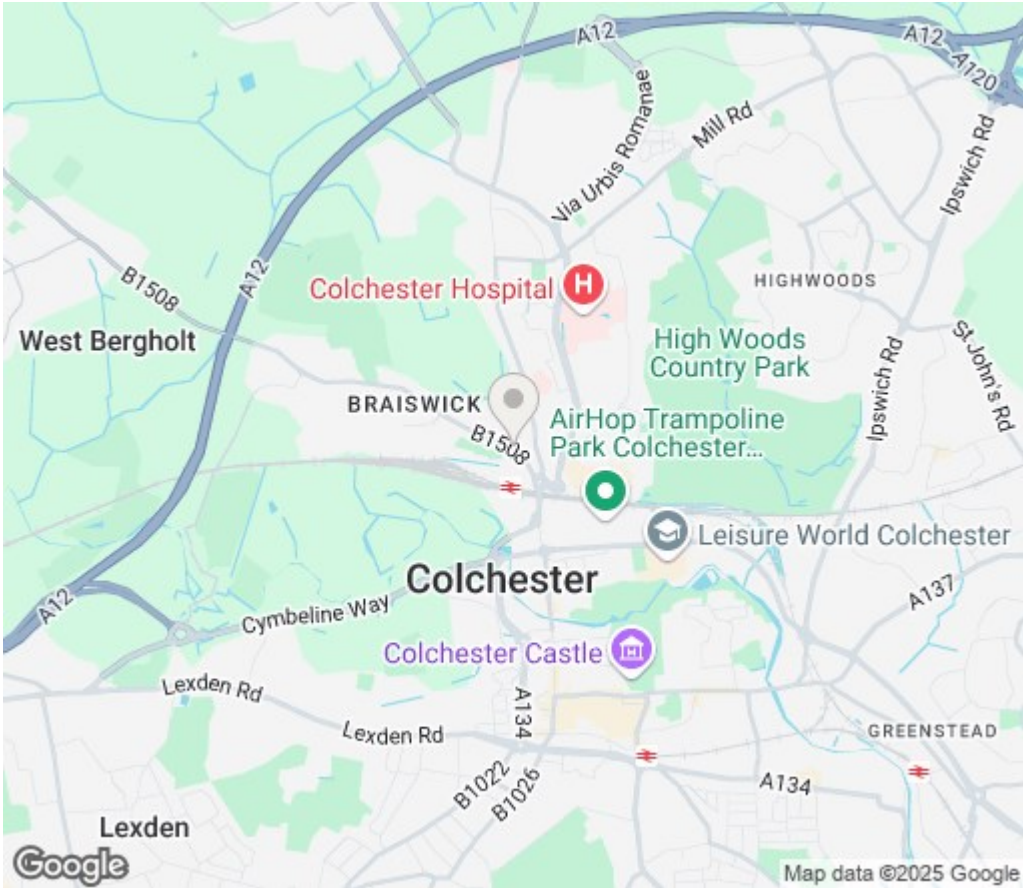 A12
A12
A120
Via Urbis Romanae
Mill Rd
Ipswich Rd
A12
B1508
Colchester Hospital
H
HIGHWOODS
West Bergholt
High Woods
Country Park
Ipswich Rd
St John's Rd
BRAISWICK
B1508
AirHop Trampoline
Park Colchester...
Leisure World Colchester
Colchester
A12
Cymbeline Way
A137
Colchester Castle
Lexden Rd
Lexden Rd
A134
GREENSTEAD
B1022
B1026
A134
Lexden
Google
Map data ©2025 Google